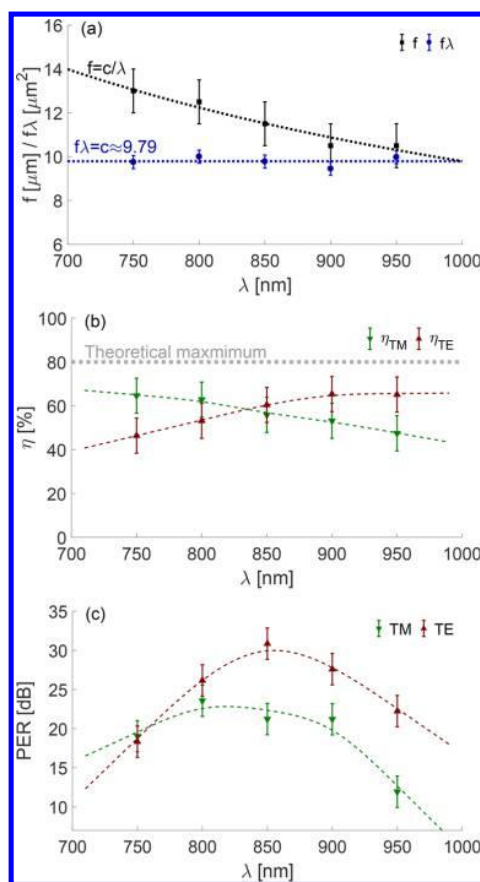 (a)
f fλ
f=c/λ
fλ=c≈9.79
f [μm] / fλ [μm²]
16
14
12
10
8
6
700 750 800 850 900 950 1000
λ [nm]
(b)
ηTM ηTE
Theoretical maxmimum
η [%]
100
80
60
40
20
0
700 750 800 850 900 950 1000
λ [nm]
(c)
TM TE
PER [dB]
35
30
25
20
15
10
700 750 800 850 900 950 1000
λ [nm]